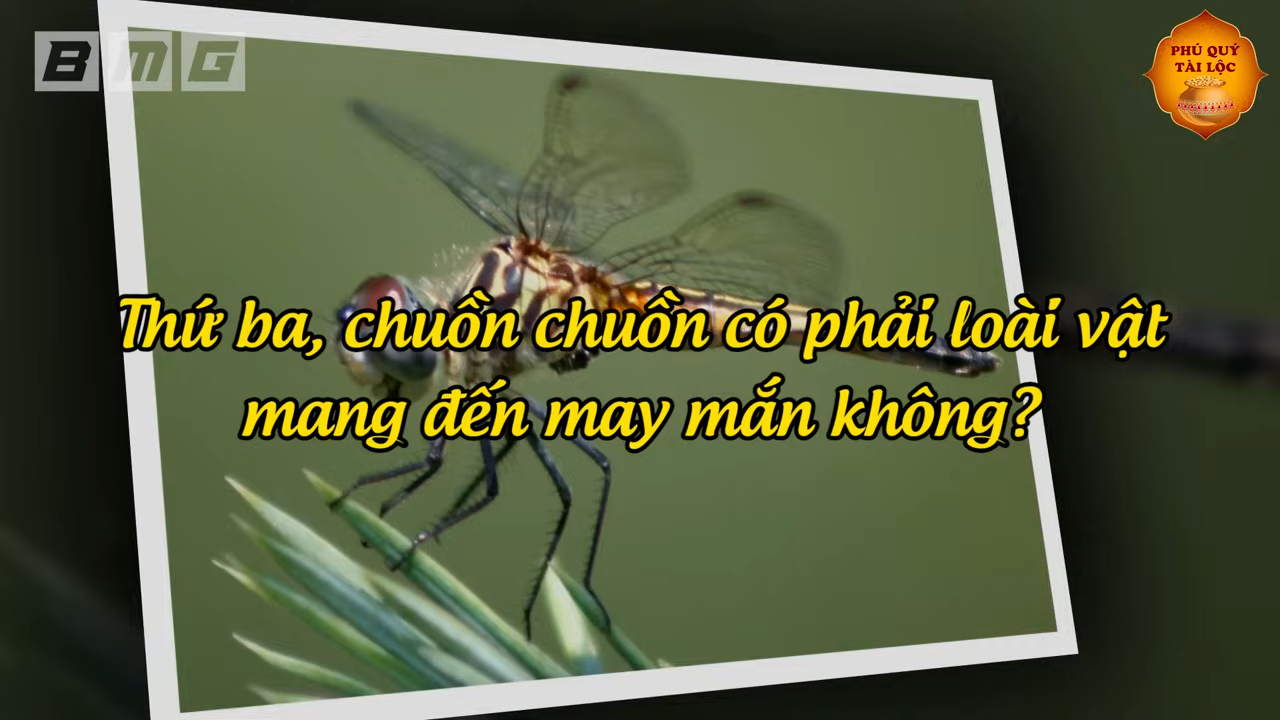 BMG
PHÚ QUÝ
TÀI LỘC
Thứ ba, chuồn chuồn có phải loài vật
mang đến may mắn không?